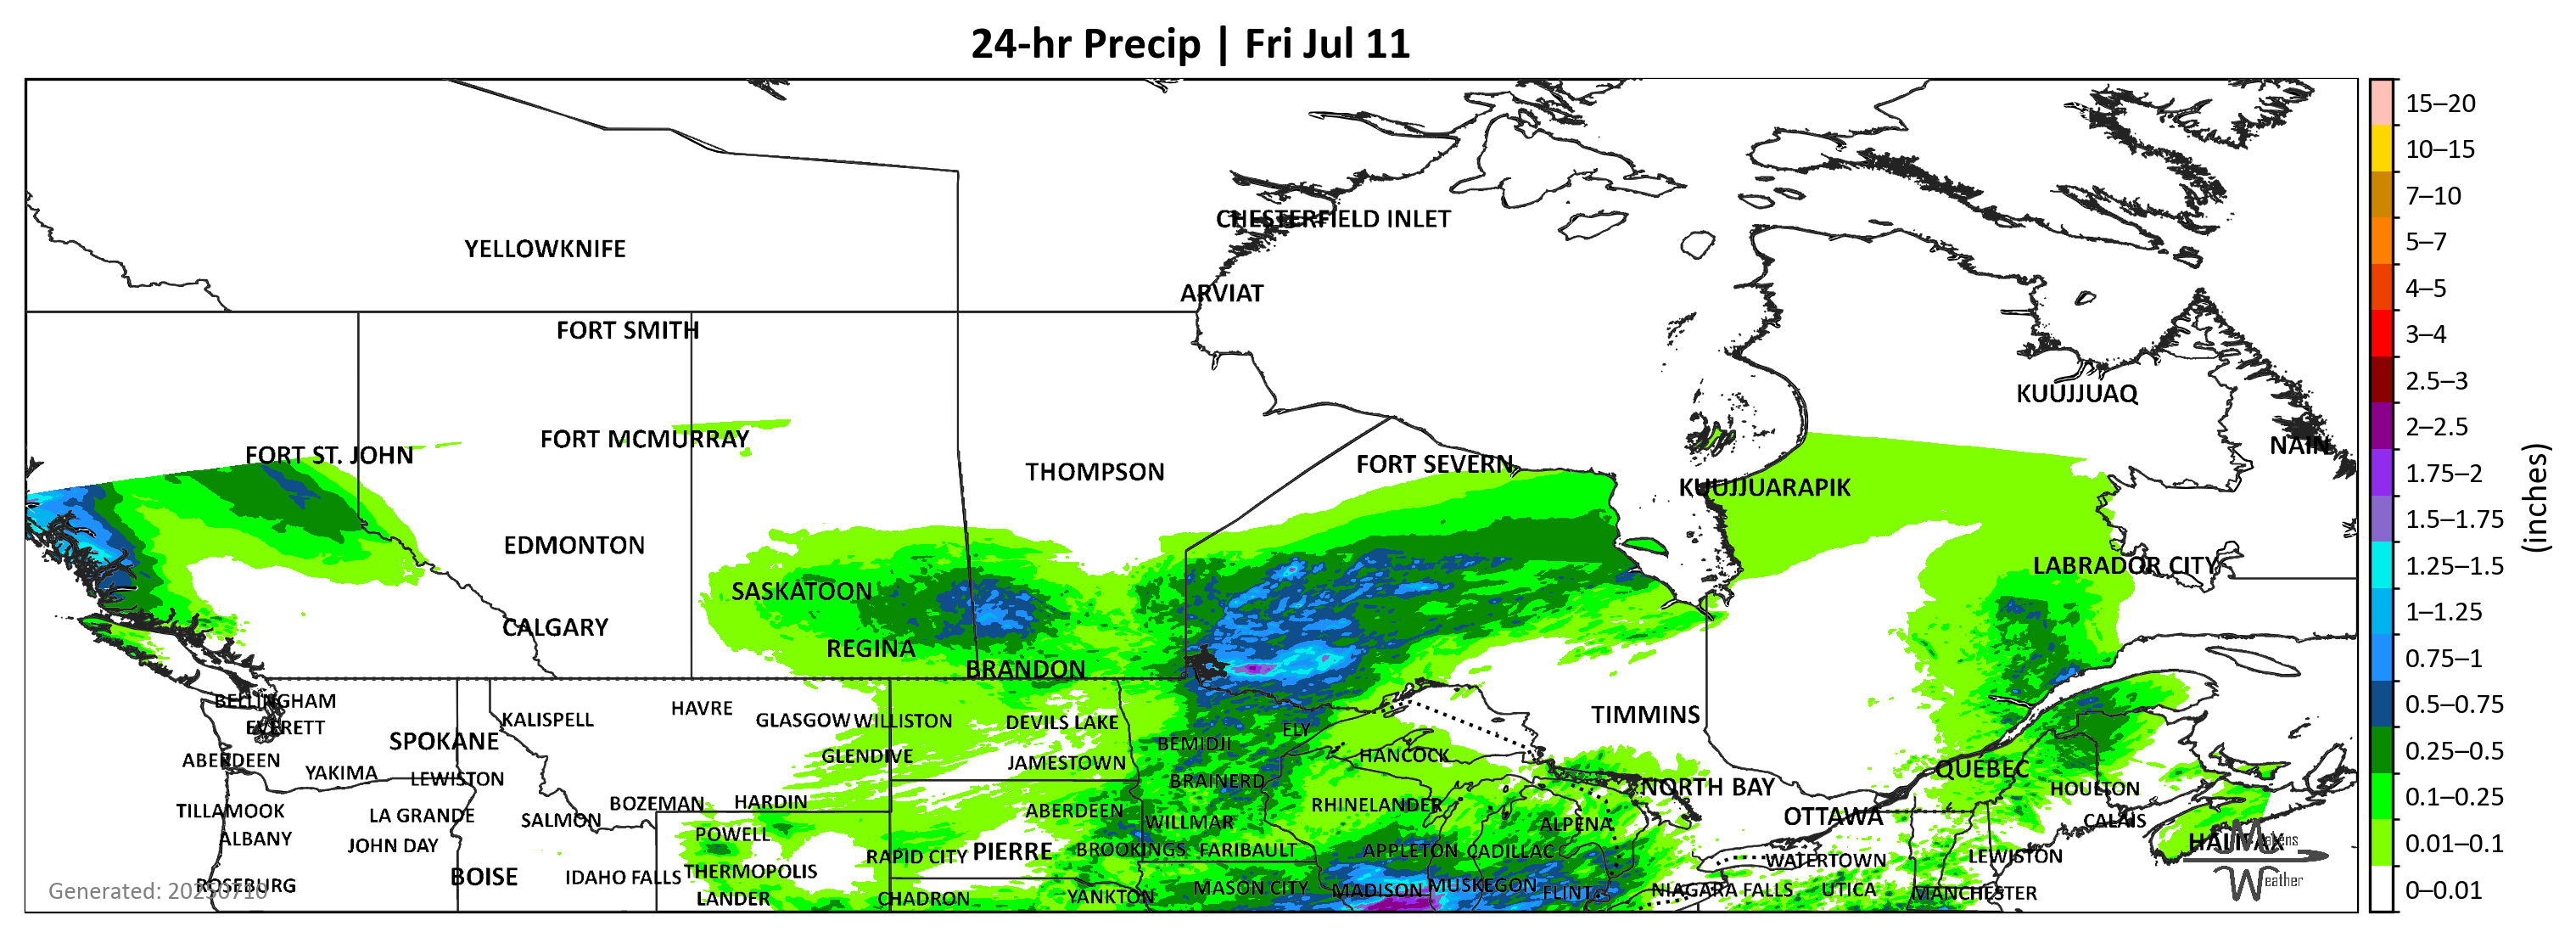 24-hr Precip | Fri Jul 11
15–20
10–15
7–10
5–7
4–5
3–4
2.5–3
2–2.5
1.75–2
1.5–1.75
1.25–1.5
1–1.25
0.75–1
0.5–0.75
0.25–0.5
0.1–0.25
0.01–0.1
0–0.01
(inches)
CHESTERFIELD INLET
YELLOWKNIFE
ARVIAT
FORT SMITH
KUUJJUAQ
FORT MCMURRAY
NAIN
FORT ST. JOHN
FORT SEVERN
THOMPSON
KUUJJUARAPIK
EDMONTON
LABRADOR CITY
SASKATOON
CALGARY
REGINA
BRANDON
BELLINGHAM
HAVRE
KALISPELL
GLASGOW
WILLISTON
DEVILS LAKE
TIMMINS
EVERETT
ELY
SPOKANE
BEMIDJI
ABERDEEN
GLENDIVE
JAMESTOWN
HANCOCK
QUÉBEC
YAKIMA
LEWISTON
BRAINERD
NORTH BAY
HOULTON
BOZEMAN
HARDIN
RHINELANDER
TILLAMOOK
LA GRANDE
SALMON
ABERDEEN
WILLMAR
ALPENA
OTTAWA
CALAIS
ALBANY
JOHN DAY
POWELL
HALIFAX
RAPID CITY
PIERRE
BROOKINGS
FARIBAULT
APPLETON
CADILLAC
WATERTOWN
LEWISTON
BOISE
IDAHO FALLS
THERMOPOLIS
ROSEBURG
MASON CITY
MADISON
MUSKEGON
FLINT
NIAGARA FALLS
UTICA
MANCHESTER
LANDER
CHADRON
YANKTON
Generated: 20250710
Weather